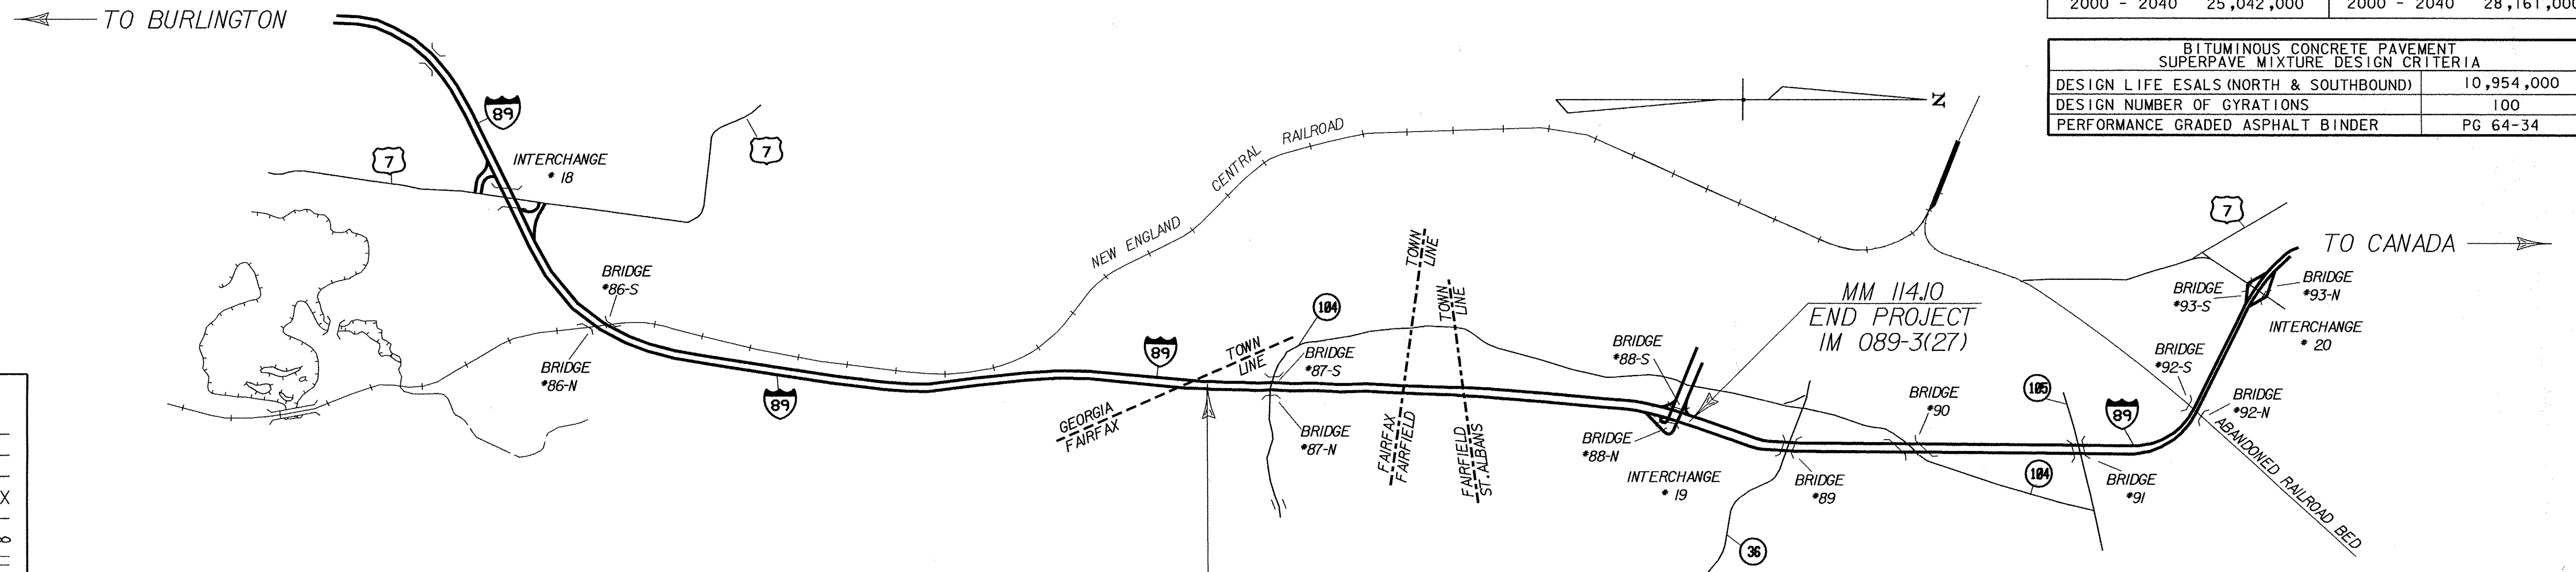 TO BURLINGTON
2000 - 2040 25,042,000 2000 - 2040 28,161,000
BITUMINOUS CONCRETE PAVEMENT
SUPERPAVE MIXTURE DESIGN CRITERIA
DESIGN LIFE ESALS (NORTH & SOUTHBOUND) 10,954,000
DESIGN NUMBER OF GYRATIONS 100
PERFORMANCE GRADED ASPHALT BINDER PG 64-34
N
89
7
INTERCHANGE
* 18
7
NEW ENGLAND CENTRAL RAILROAD
BRIDGE
*86-S
BRIDGE
*86-N
89
89
TOWN
LINE
GEORGIA
FAIRFAX
104
BRIDGE
*87-S
BRIDGE
*87-N
TOWN
LINE
FAIRFAX
FAIRFIELD
TOWN
LINE
FAIRFIELD
ST. ALBANS
BRIDGE
*88-S
BRIDGE
*88-N
INTERCHANGE
* 19
MM 114.10
END PROJECT
IM 089-3(27)
BRIDGE
*89
36
BRIDGE
*90
104
105
BRIDGE
*91
89
BRIDGE
*92-S
BRIDGE
*92-N
ABANDONED RAILROAD BED
7
TO CANADA
BRIDGE
*93-S
BRIDGE
*93-N
INTERCHANGE
* 20
X
8